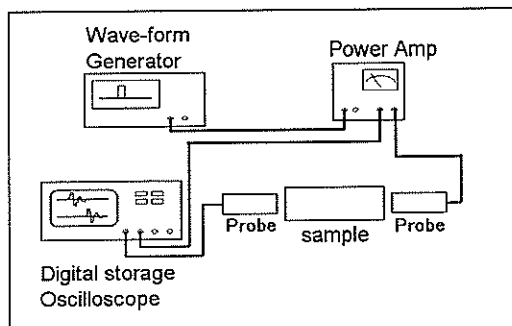 Wave-form
Generator
Power Amp
Probe
sample
Probe
Digital storage
Oscilloscope